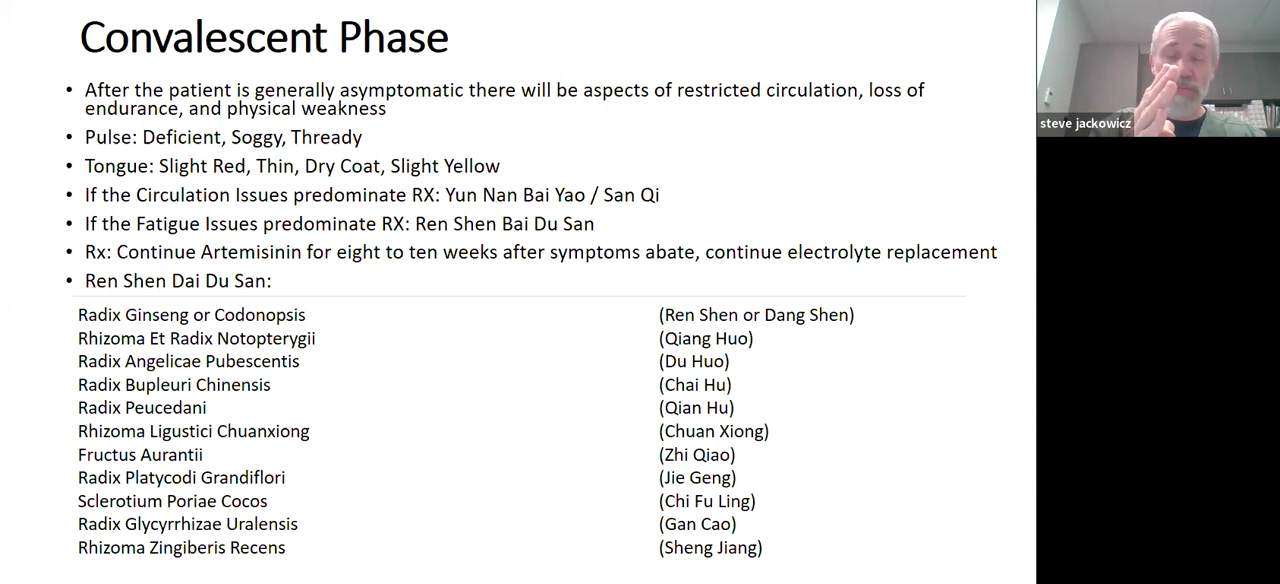 Convalescent Phase
• After the patient is generally asymptomatic there will be aspects of restricted circulation, loss of
endurance, and physical weakness
• Pulse: Deficient, Soggy, Thready
• Tongue: Slight Red, Thin, Dry Coat, Slight Yellow
• If the Circulation Issues predominate RX: Yun Nan Bai Yao / San Qi
• If the Fatigue Issues predominate RX: Ren Shen Bai Du San
• Rx: Continue Artemisinin for eight to ten weeks after symptoms abate, continue electrolyte replacement
• Ren Shen Dai Du San:
Radix Ginseng or Codonopsis (Ren Shen or Dang Shen)
Rhizoma Et Radix Notopterygii (Qiang Huo)
Radix Angelicae Pubescentis (Du Huo)
Radix Bupleuri Chinensis (Chai Hu)
Radix Peucedani (Qian Hu)
Rhizoma Ligustici Chuanxiong (Chuan Xiong)
Fructus Aurantii (Zhi Qiao)
Radix Platycodi Grandiflori (Jie Geng)
Sclerotium Poriae Cocos (Chi Fu Ling)
Radix Glycyrrhizae Uralensis (Gan Cao)
Rhizoma Zingiberis Recens (Sheng Jiang)
steve jackowicz